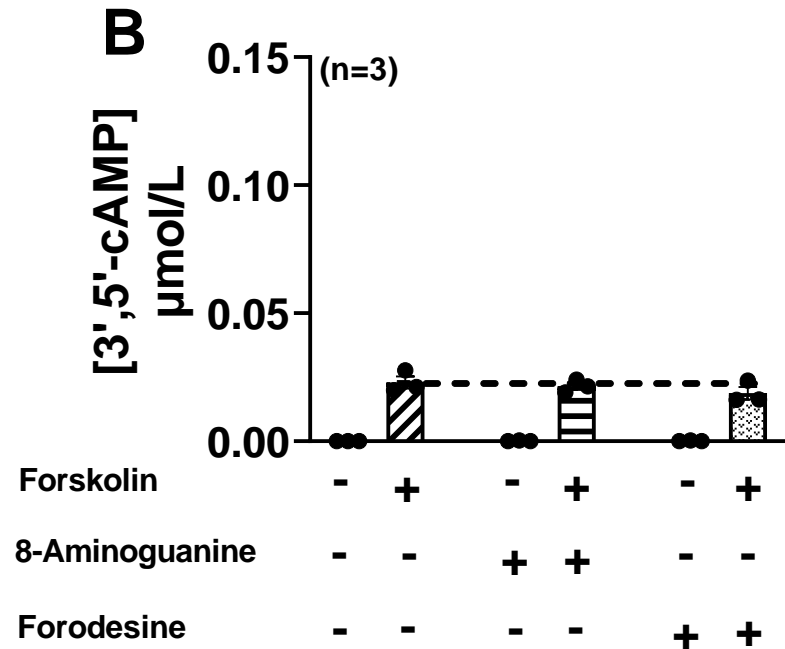 B
0.15
(n=3)
[3',5'-cAMP]
µmol/L
0.10
0.05
0.00
Forskolin - + - + - +
8-Aminoguanine - - + + - -
Forodesine - - - - + +